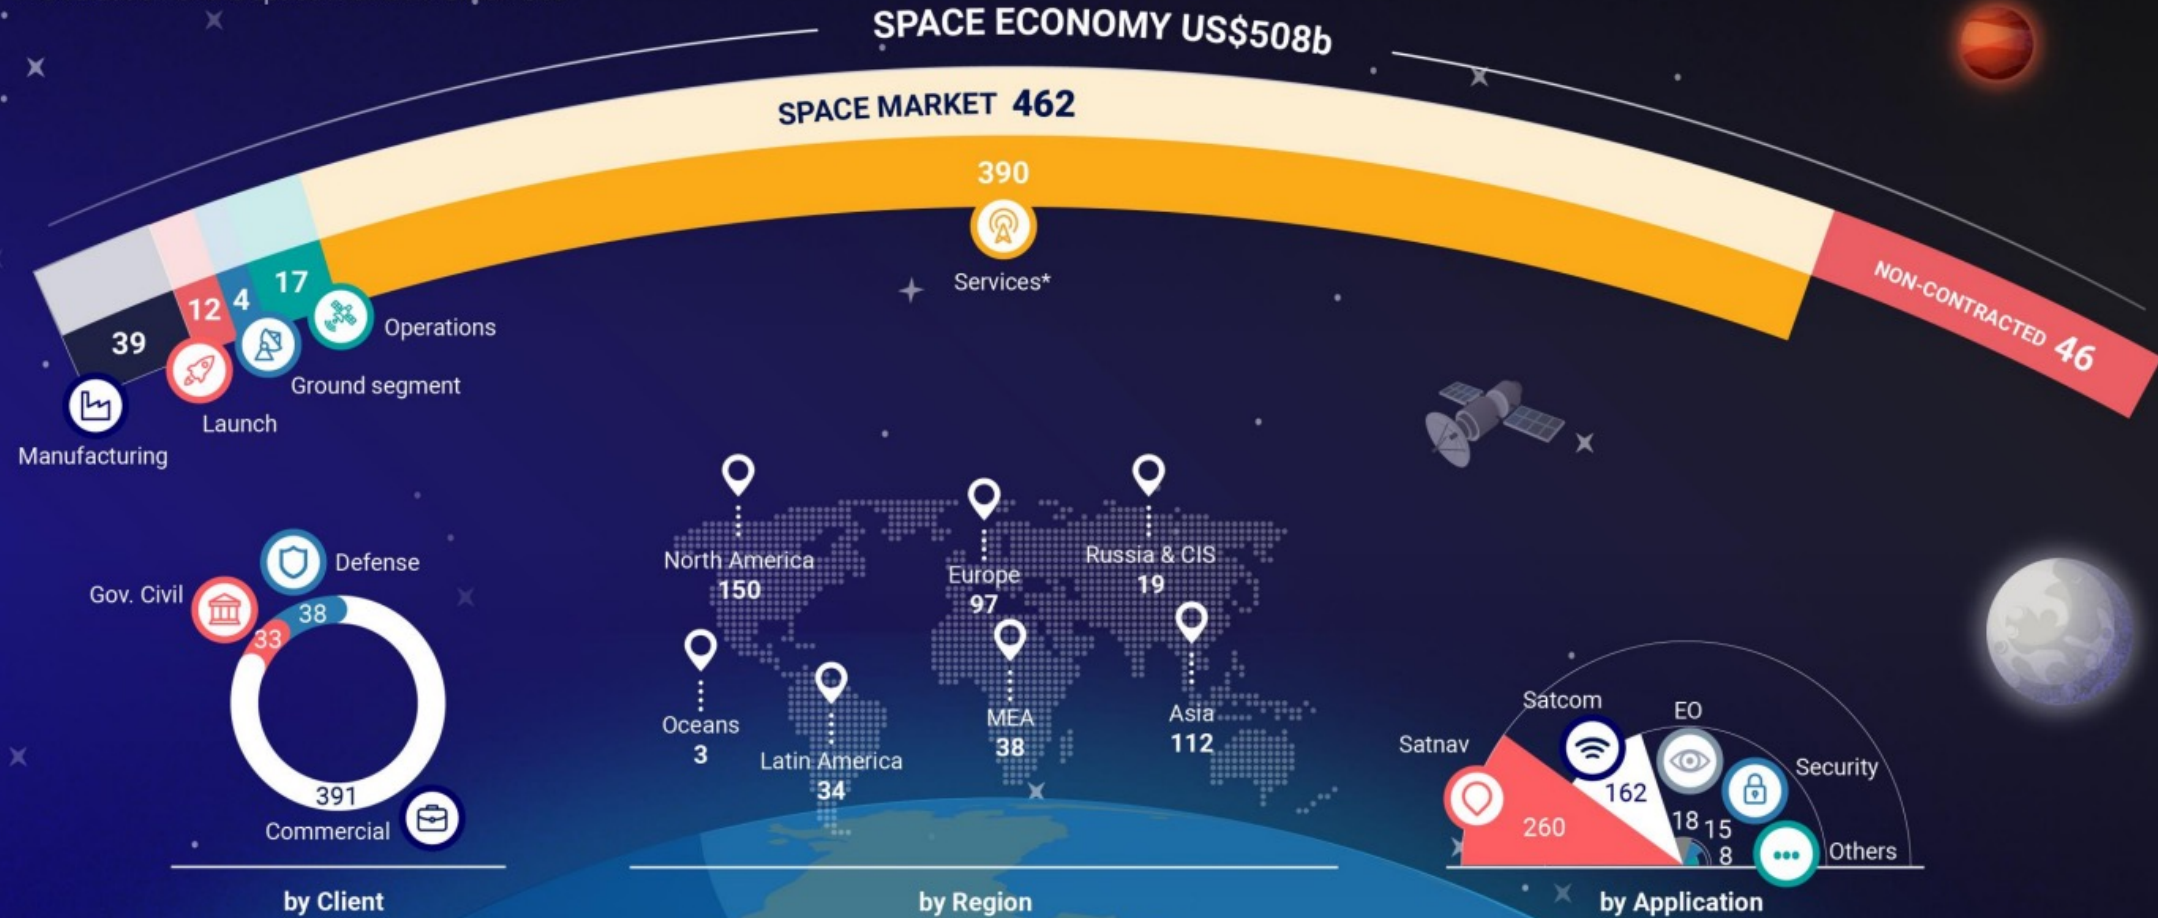 SPACE ECONOMY US$508b
SPACE MARKET 462
390
Services*
NON-CONTRACTED 46
39
12
4
17
Operations
Ground segment
Launch
Manufacturing
Defense
Gov. Civil
38
33
391
Commercial
by Client
North America
150
Europe
97
Russia & CIS
19
Oceans
3
Latin America
34
MEA
38
Asia
112
by Region
Satcom
EO
Satnav
Security
162
260
18
15
8
Others
by Application